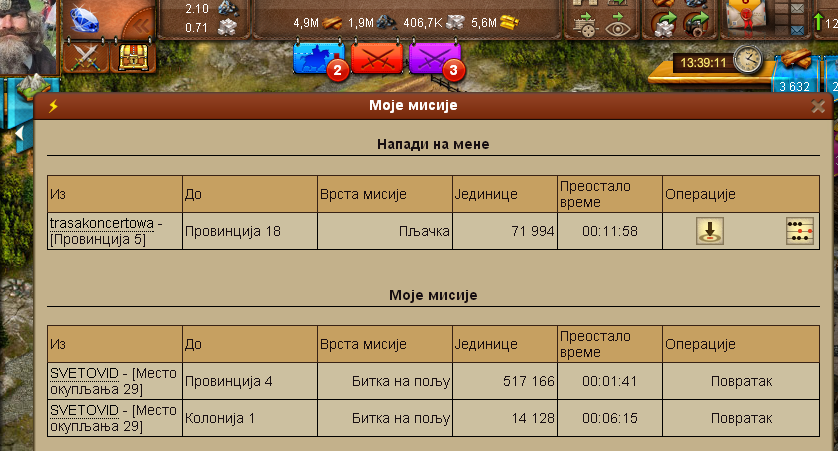 2.10
0.71
4,9M 1,9M 406,7K 5,6M
12
2
3
13:39:11
3 632
Моје мисије
Напади на мене
Из До Врста мисије Јединице Преостало време Операције
trasakoncertowa - [Провинција 5] Провинција 18 Пљачка 71 994 00:11:58
Моје мисије
Из До Врста мисије Јединице Преостало време Операције
SVETOVID - [Место окупљања 29] Провинција 4 Битка на пољу 517 166 00:01:41 Повратак
SVETOVID - [Место окупљања 29] Колонија 1 Битка на пољу 14 128 00:06:15 Повратак